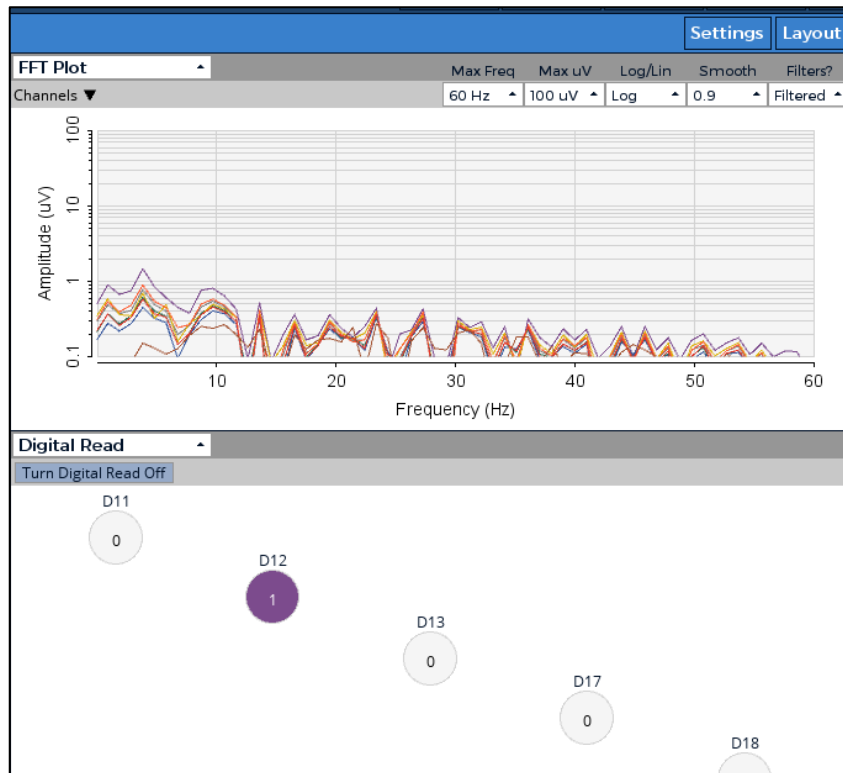 Settings Layout
FFT Plot
Max Freq Max uV Log/Lin Smooth Filters?
Channels ▼ 60 Hz 100 uV Log 0.9 Filtered
100
10
1
0.1
Amplitude (uV)
10 20 30 40 50 60
Frequency (Hz)
Digital Read
Turn Digital Read Off
D11
0
D12
1
D13
0
D17
0
D18